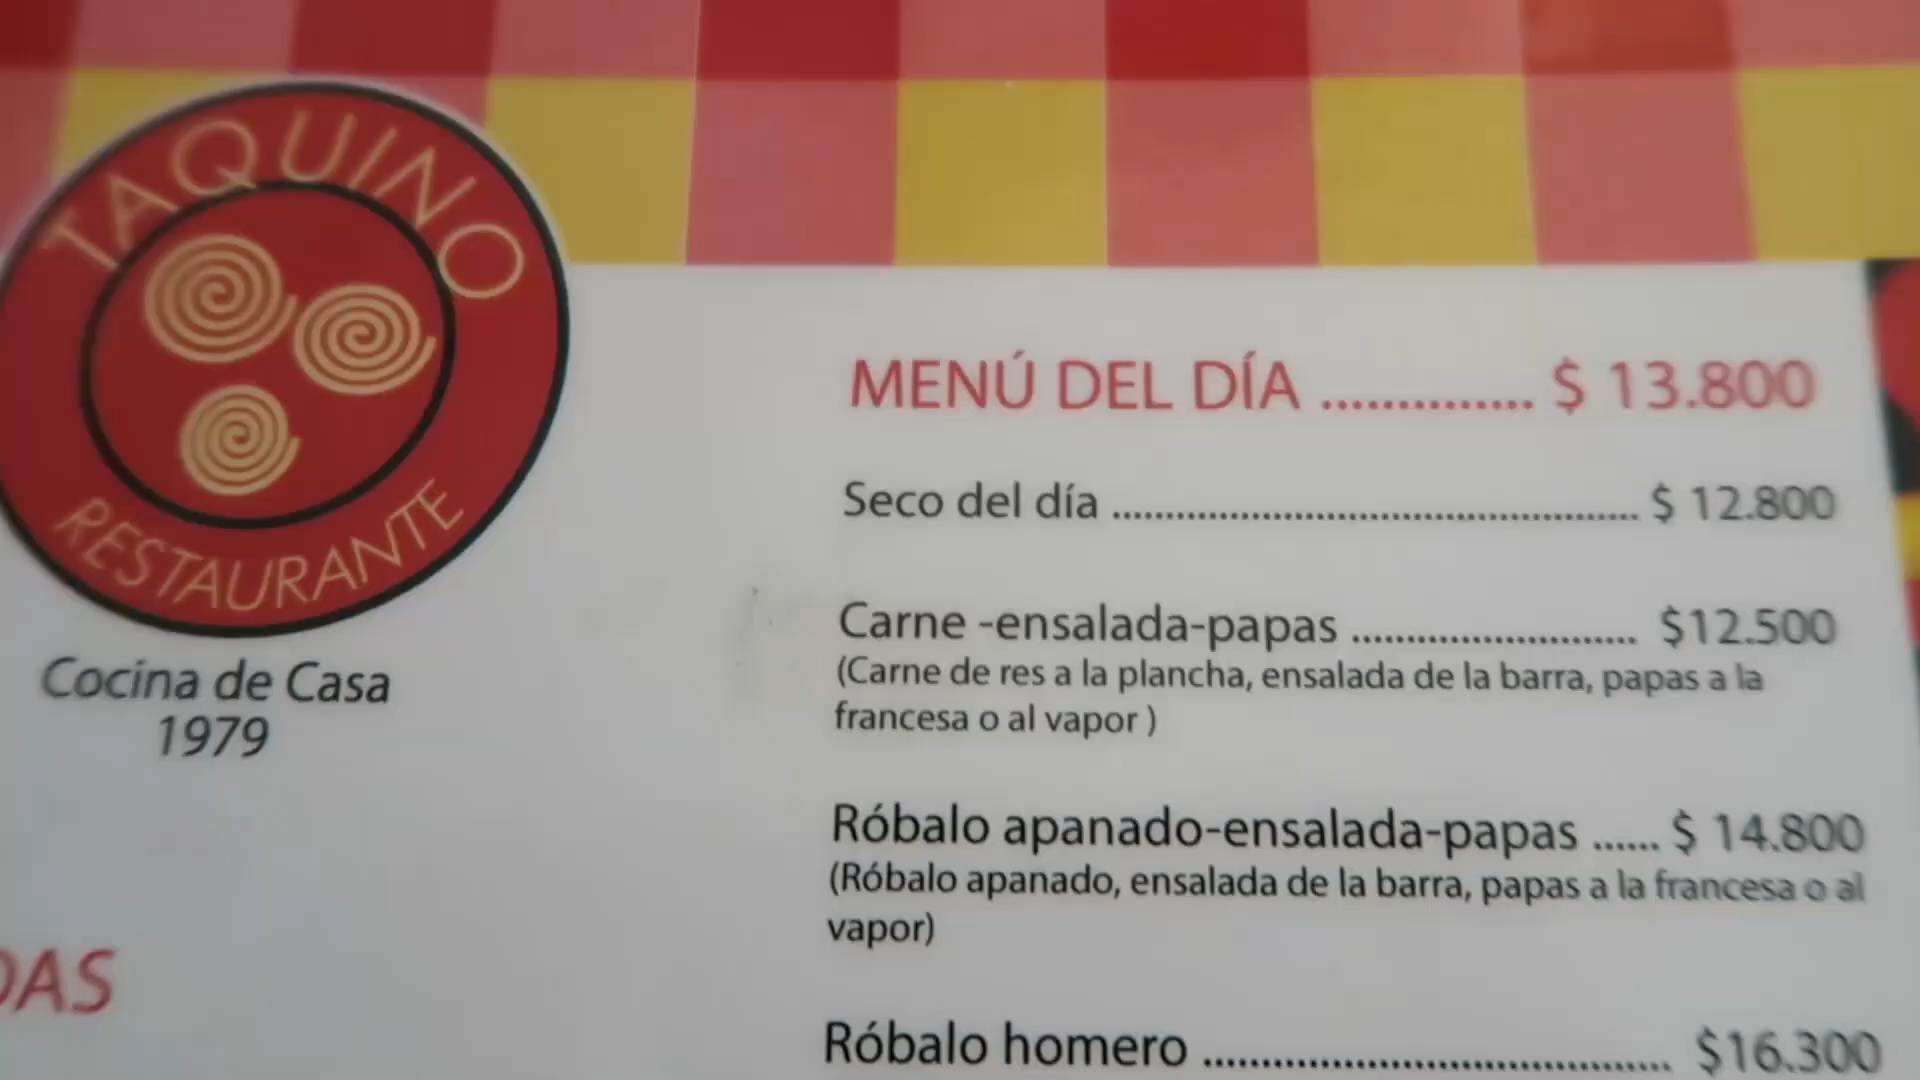 TAQUINO
RESTAURANTE
Cocina de Casa
1979
MENÚ DEL DÍA .............. $ 13.800
Seco del día ........................................ $ 12.800
Carne -ensalada-papas .......................... $12.500
(Carne de res a la plancha, ensalada de la barra, papas a la
francesa o al vapor )
Róbalo apanado-ensalada-papas ...... $ 14.800
(Róbalo apanado, ensalada de la barra, papas a la francesa o al
vapor)
Róbalo homero ...................................... $16.300